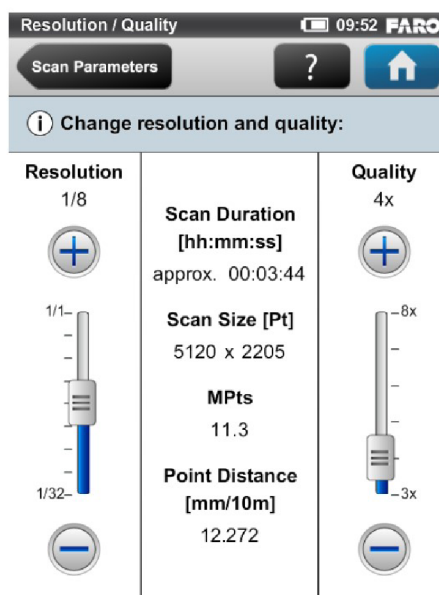 Resolution / Quality
09:52 FARO
Scan Parameters
?
i Change resolution and quality:
Resolution
1/8
1/1
1/32
Scan Duration
[hh:mm:ss]
approx. 00:03:44
Scan Size [Pt]
5120 x 2205
MPts
11.3
Point Distance
[mm/10m]
12.272
Quality
4x
8x
3x